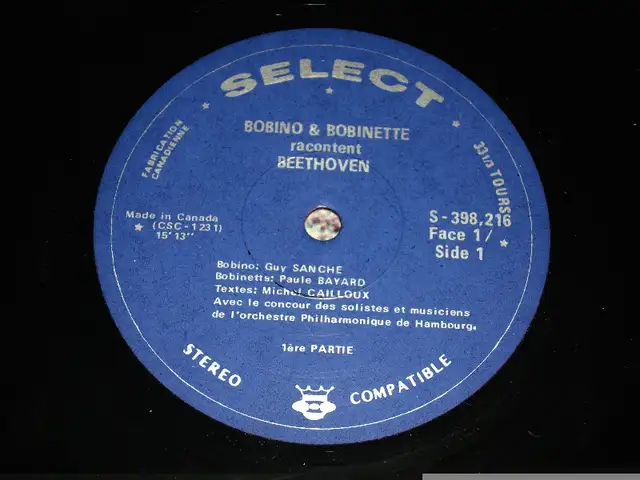 SELECT
BOBINO & BOBINETTE
racontent
BEETHOVEN
FABRICATION
CANADIENNE
33 1/3 TOURS
Made in Canada
(CSC-1231)
15'13"
S-398,216
Face 1/
Side 1
Bobino: Guy SANCHE
Bobinetts: Paule BAYARD
Textes: Michel CAILLOUX
Avec le concour des solistes et musiciens
de l'orchestre Philharmonique de Hambourg.
1ère PARTIE
STEREO COMPATIBLE